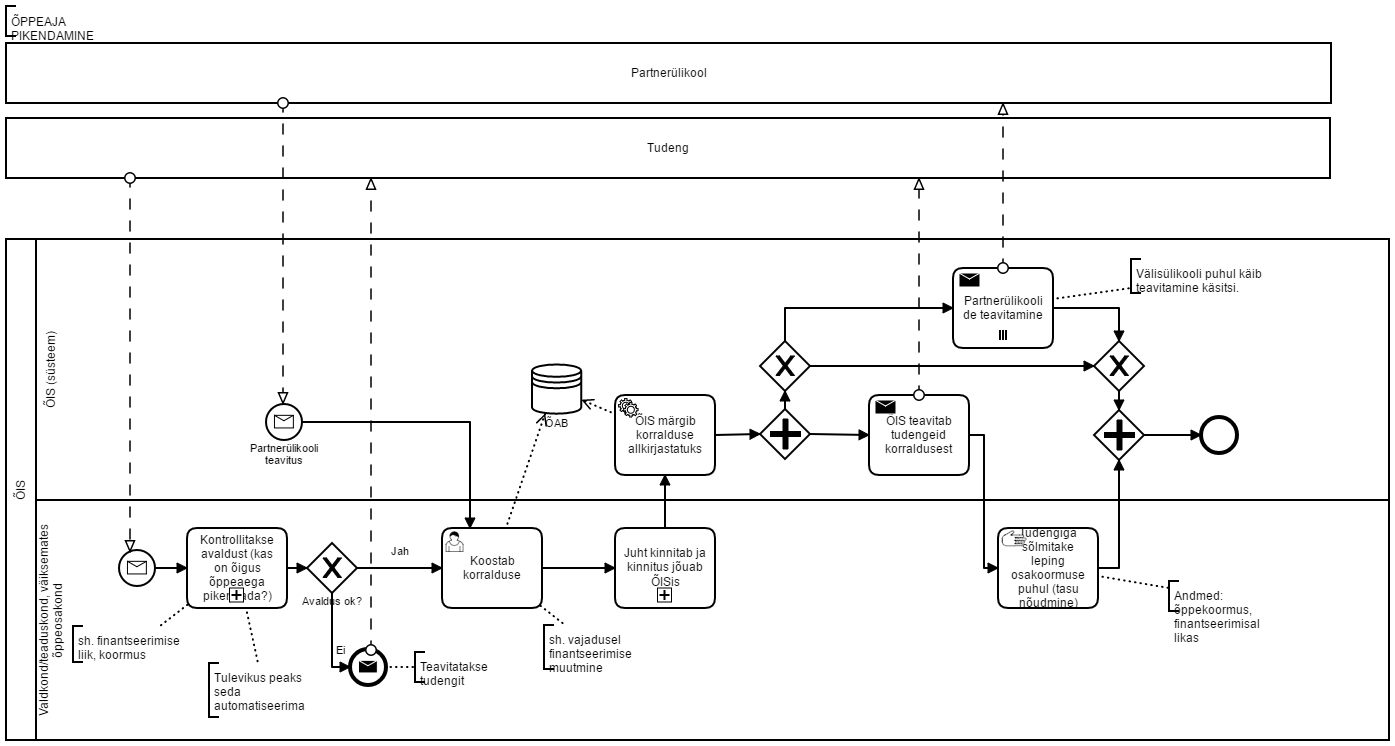 ÕPPEAJA
PIKENDAMINE
Partnerülikool
Tudeng
ÕIS
ÕIS (süsteem)
Partnerülikooli
de teavitamine
Välisülikooli puhul käib
teavitamine käsitsi.
Partnerülikooli
teavitus
ÕAB
ÕIS märgib
korralduse
allkirjastatuks
ÕIS teavitab
tudengeid
korraldusest
Valdkond/teaduskond, väiksemates
õppeosakond
Kontrollitakse
avaldust (kas
on õigus
õppeaega
pikendada?)
sh. finantseerimise
liik, koormus
Tulevikus peaks
seda
automatiseerima
Avaldus ok?
Jah
Ei
Teavitatakse
tudengit
Koostab
korralduse
sh. vajadusel
finantseerimise
muutmine
Juht kinnitab ja
kinnitus jõuab
ÕISis
Tudengiga
sõlmitake
leping
osakoormuse
puhul (tasu
nõudmine)
Andmed:
õppekoormus,
finantseerimisal
likas